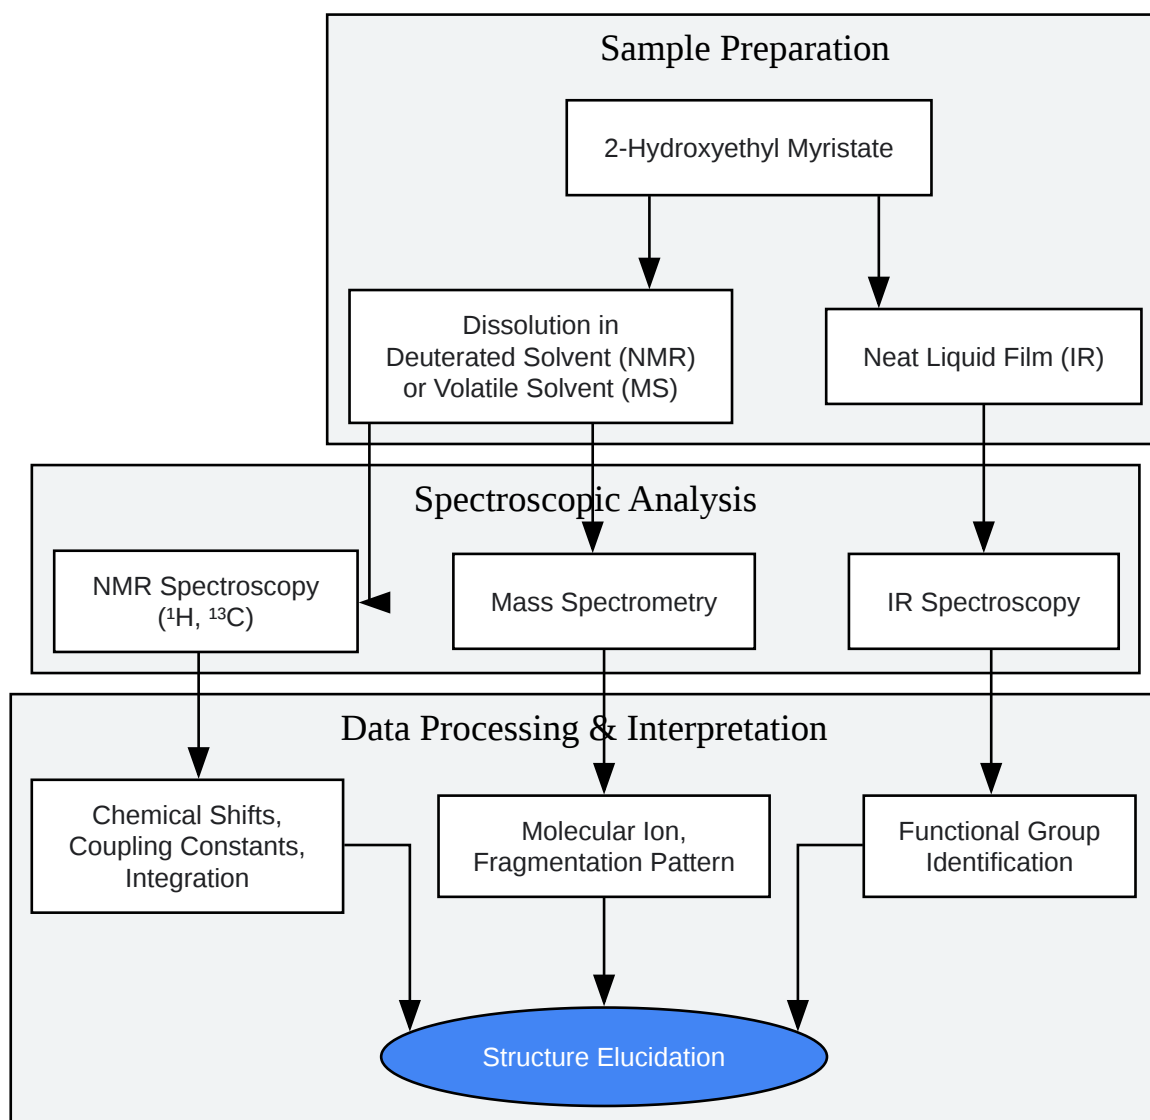 Sample Preparation
2-Hydroxyethyl Myristate
Dissolution in
Deuterated Solvent (NMR)
or Volatile Solvent (MS)
Neat Liquid Film (IR)
Spectroscopic Analysis
NMR Spectroscopy
(¹H, ¹³C)
Mass Spectrometry
IR Spectroscopy
Data Processing & Interpretation
Chemical Shifts,
Coupling Constants,
Integration
Molecular Ion,
Fragmentation Pattern
Functional Group
Identification
Structure Elucidation